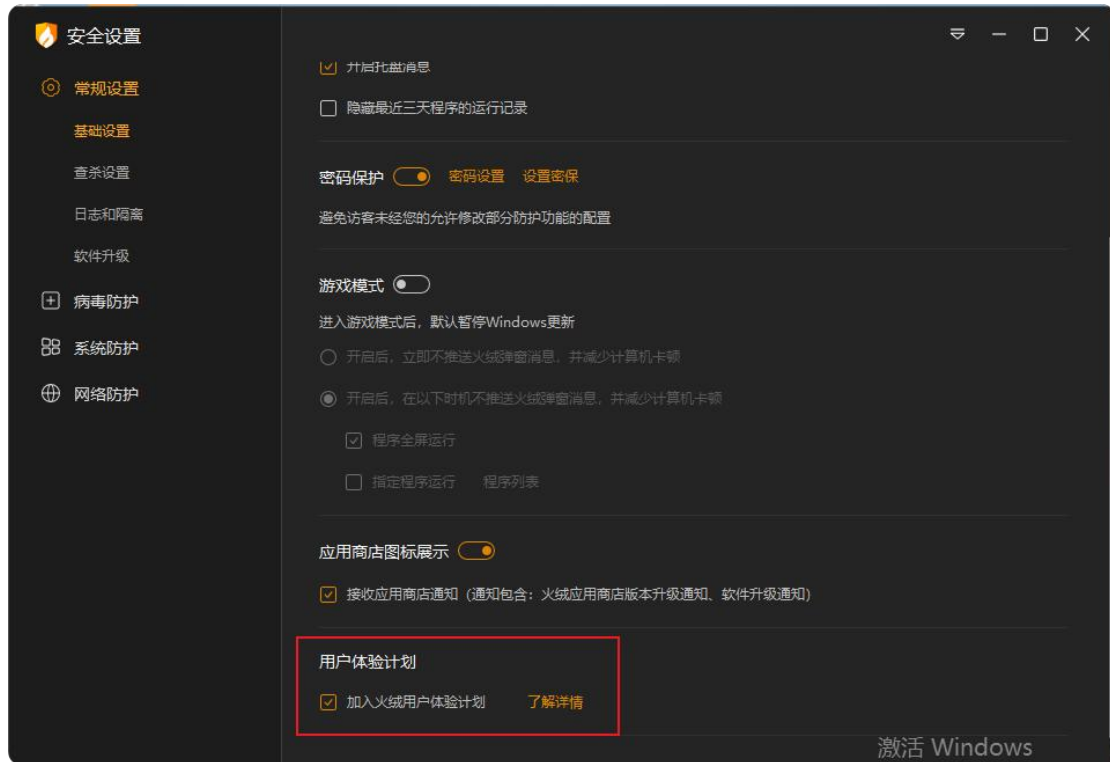 安全设置
常规设置
基础设置
查杀设置
日志和隔离
软件升级
病毒防护
系统防护
网络防护
开启托盘消息
隐藏最近三天程序的运行记录
密码保护 密码设置 设置密保
避免访客未经您的允许修改部分防护功能的配置
游戏模式
进入游戏模式后，默认暂停Windows更新
开启后，立即不推送火绒弹窗消息，并减少计算机卡顿
开启后，在以下时机不推送火绒弹窗消息，并减少计算机卡顿
程序全屏运行
指定程序运行 程序列表
应用商店图标展示
接收应用商店通知（通知包含：火绒应用商店版本升级通知、软件升级通知）
用户体验计划
加入火绒用户体验计划 了解详情
激活 Windows